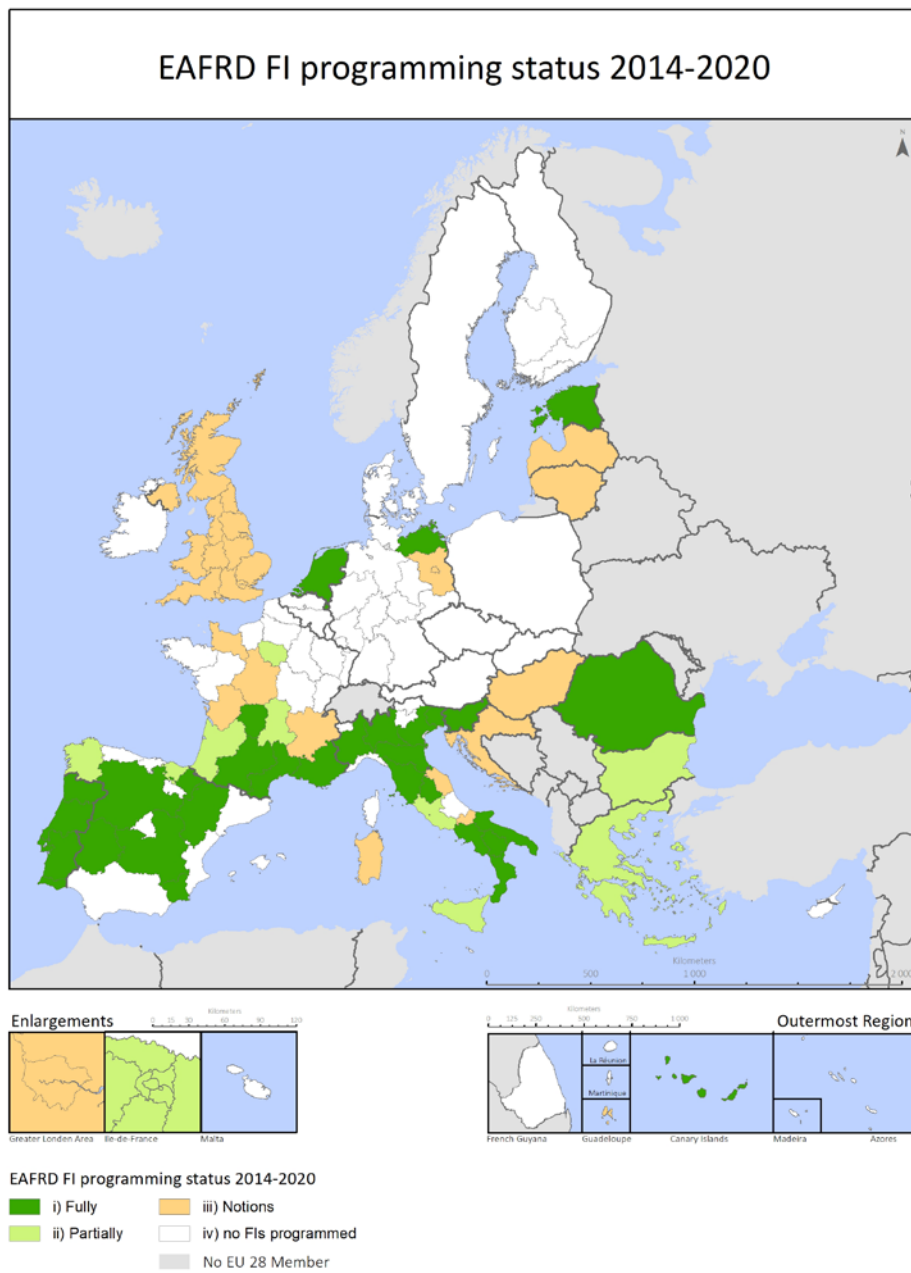 EAFRD FI programming status 2014-2020
N
Kilometers
0 500 1 000 2 000
Enlargements
Kilometers
0 15 30 60 90 120
Greater Londen Area
Ile-de-France
Malta
Kilometers
0 125 250 500 750 1 000
Outermost Region
La Réunion
Martinique
French Guyana
Guadeloupe
Canary Islands
Madeira
Azores
EAFRD FI programming status 2014-2020
i) Fully
iii) Notions
ii) Partially
iv) no FIs programmed
No EU 28 Member